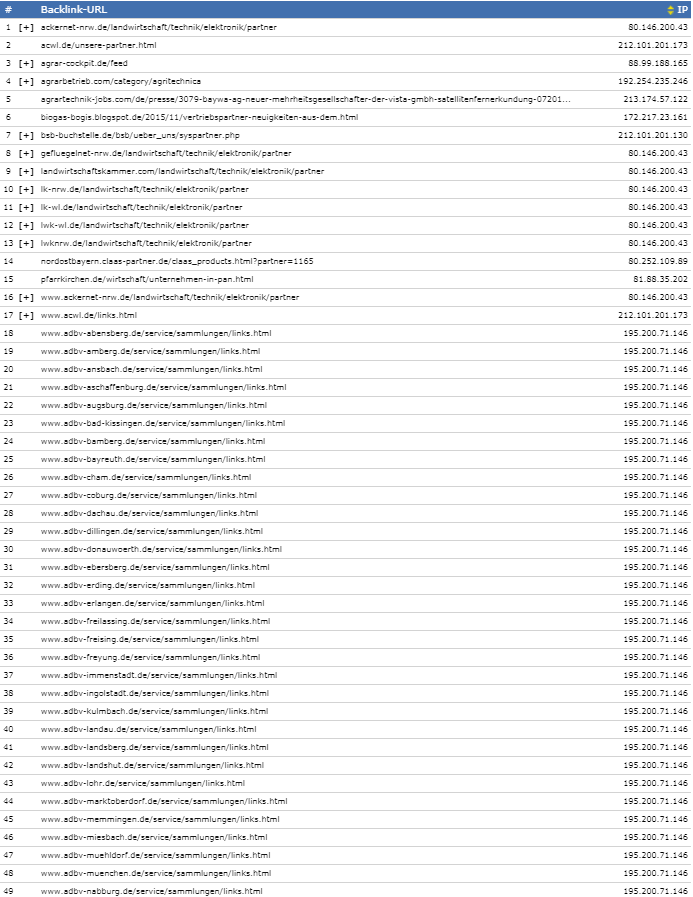 # Backlink-URL IP
1 [+] ackernet-nrw.de/landwirtschaft/technik/elektronik/partner 80.146.200.43
2 acwl.de/unsere-partner.html 212.101.201.173
3 [+] agrar-cockpit.de/feed 88.99.188.165
4 [+] agrarbetrieb.com/category/agritechnica 192.254.235.246
5 agrartechnik-jobs.com/de/presse/3079-baywa-ag-neuer-mehrheitsgesellschafter-der-vista-gmbh-satellitenfernerkundung-07201... 213.174.57.122
6 biogas-bogis.blogspot.de/2015/11/vertriebspartner-neuigkeiten-aus-dem.html 172.217.23.161
7 [+] bsb-buchstelle.de/bsb/ueber_uns/syspartner.php 212.101.201.130
8 [+] gefluegelnet-nrw.de/landwirtschaft/technik/elektronik/partner 80.146.200.43
9 [+] landwirtschaftskammer.com/landwirtschaft/technik/elektronik/partner 80.146.200.43
10 [+] lk-nrw.de/landwirtschaft/technik/elektronik/partner 80.146.200.43
11 [+] lk-wl.de/landwirtschaft/technik/elektronik/partner 80.146.200.43
12 [+] lwk-wl.de/landwirtschaft/technik/elektronik/partner 80.146.200.43
13 [+] lwknrw.de/landwirtschaft/technik/elektronik/partner 80.146.200.43
14 nordostbayern.claas-partner.de/claas_products.html?partner=1165 80.252.109.89
15 pfarrkirchen.de/wirtschaft/unternehmen-in-pan.html 81.88.35.202
16 [+] www.ackernet-nrw.de/landwirtschaft/technik/elektronik/partner 80.146.200.43
17 [+] www.acwl.de/links.html 212.101.201.173
18 www.adbv-abensberg.de/service/sammlungen/links.html 195.200.71.146
19 www.adbv-amberg.de/service/sammlungen/links.html 195.200.71.146
20 www.adbv-ansbach.de/service/sammlungen/links.html 195.200.71.146
21 www.adbv-aschaffenburg.de/service/sammlungen/links.html 195.200.71.146
22 www.adbv-augsburg.de/service/sammlungen/links.html 195.200.71.146
23 www.adbv-bad-kissingen.de/service/sammlungen/links.html 195.200.71.146
24 www.adbv-bamberg.de/service/sammlungen/links.html 195.200.71.146
25 www.adbv-bayreuth.de/service/sammlungen/links.html 195.200.71.146
26 www.adbv-cham.de/service/sammlungen/links.html 195.200.71.146
27 www.adbv-coburg.de/service/sammlungen/links.html 195.200.71.146
28 www.adbv-dachau.de/service/sammlungen/links.html 195.200.71.146
29 www.adbv-dillingen.de/service/sammlungen/links.html 195.200.71.146
30 www.adbv-donauwoerth.de/service/sammlungen/links.html 195.200.71.146
31 www.adbv-ebersberg.de/service/sammlungen/links.html 195.200.71.146
32 www.adbv-erding.de/service/sammlungen/links.html 195.200.71.146
33 www.adbv-erlangen.de/service/sammlungen/links.html 195.200.71.146
34 www.adbv-freilassing.de/service/sammlungen/links.html 195.200.71.146
35 www.adbv-freising.de/service/sammlungen/links.html 195.200.71.146
36 www.adbv-freyung.de/service/sammlungen/links.html 195.200.71.146
37 www.adbv-immenstadt.de/service/sammlungen/links.html 195.200.71.146
38 www.adbv-ingolstadt.de/service/sammlungen/links.html 195.200.71.146
39 www.adbv-kulmbach.de/service/sammlungen/links.html 195.200.71.146
40 www.adbv-landau.de/service/sammlungen/links.html 195.200.71.146
41 www.adbv-landsberg.de/service/sammlungen/links.html 195.200.71.146
42 www.adbv-landshut.de/service/sammlungen/links.html 195.200.71.146
43 www.adbv-lohr.de/service/sammlungen/links.html 195.200.71.146
44 www.adbv-marktoberdorf.de/service/sammlungen/links.html 195.200.71.146
45 www.adbv-memmingen.de/service/sammlungen/links.html 195.200.71.146
46 www.adbv-miesbach.de/service/sammlungen/links.html 195.200.71.146
47 www.adbv-muehldorf.de/service/sammlungen/links.html 195.200.71.146
48 www.adbv-muenchen.de/service/sammlungen/links.html 195.200.71.146
49 www.adbv-nabburg.de/service/sammlungen/links.html 195.200.71.146